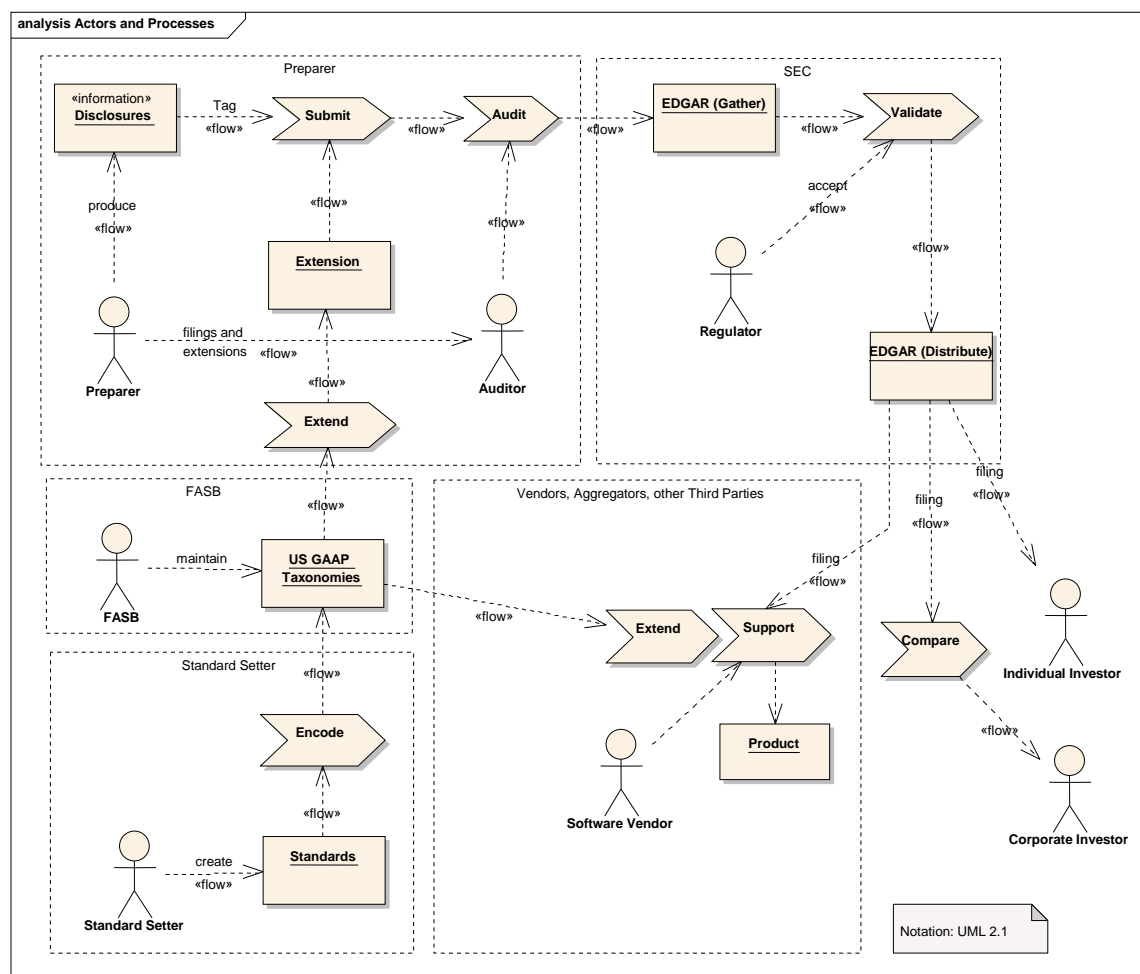 analysis Actors and Processes
Preparer
SEC
«information»
Disclosures
Tag
«flow»
Submit
«flow»
Audit
«flow»
EDGAR (Gather)
«flow»
Validate
produce
«flow»
«flow»
«flow»
accept
«flow»
«flow»
Extension
Regulator
Preparer
filings and
extensions
«flow»
Auditor
EDGAR (Distribute)
«flow»
Extend
FASB
«flow»
Vendors, Aggregators, other Third Parties
filing
«flow»
filing
«flow»
FASB
maintain
US GAAP
Taxonomies
filing
«flow»
«flow»
Extend
Support
Compare
Individual Investor
Standard Setter
«flow»
Encode
Product
«flow»
Software Vendor
Corporate Investor
«flow»
Standard Setter
create
«flow»
Standards
Notation: UML 2.1